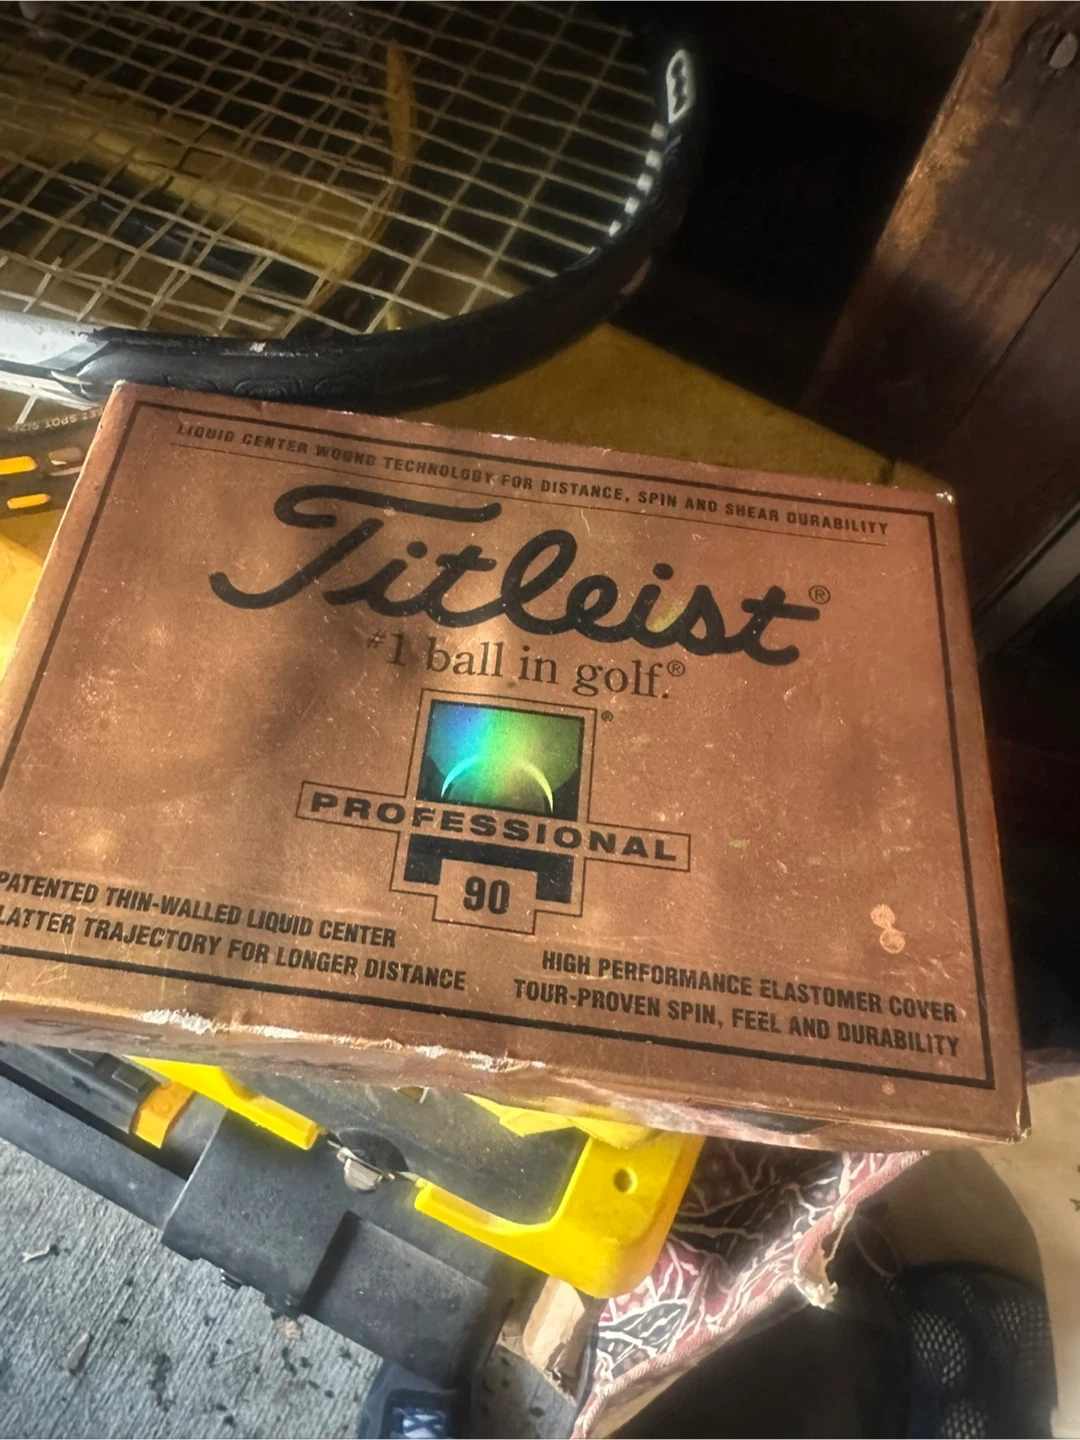 LIQUID CENTER WOUND TECHNOLOGY FOR DISTANCE, SPIN AND SHEAR DURABILITY
Titleist®
#1 ball in golf.®
®
PROFESSIONAL
90
PATENTED THIN-WALLED LIQUID CENTER
LATTER TRAJECTORY FOR LONGER DISTANCE
HIGH PERFORMANCE ELASTOMER COVER
TOUR-PROVEN SPIN, FEEL AND DURABILITY
SPOT